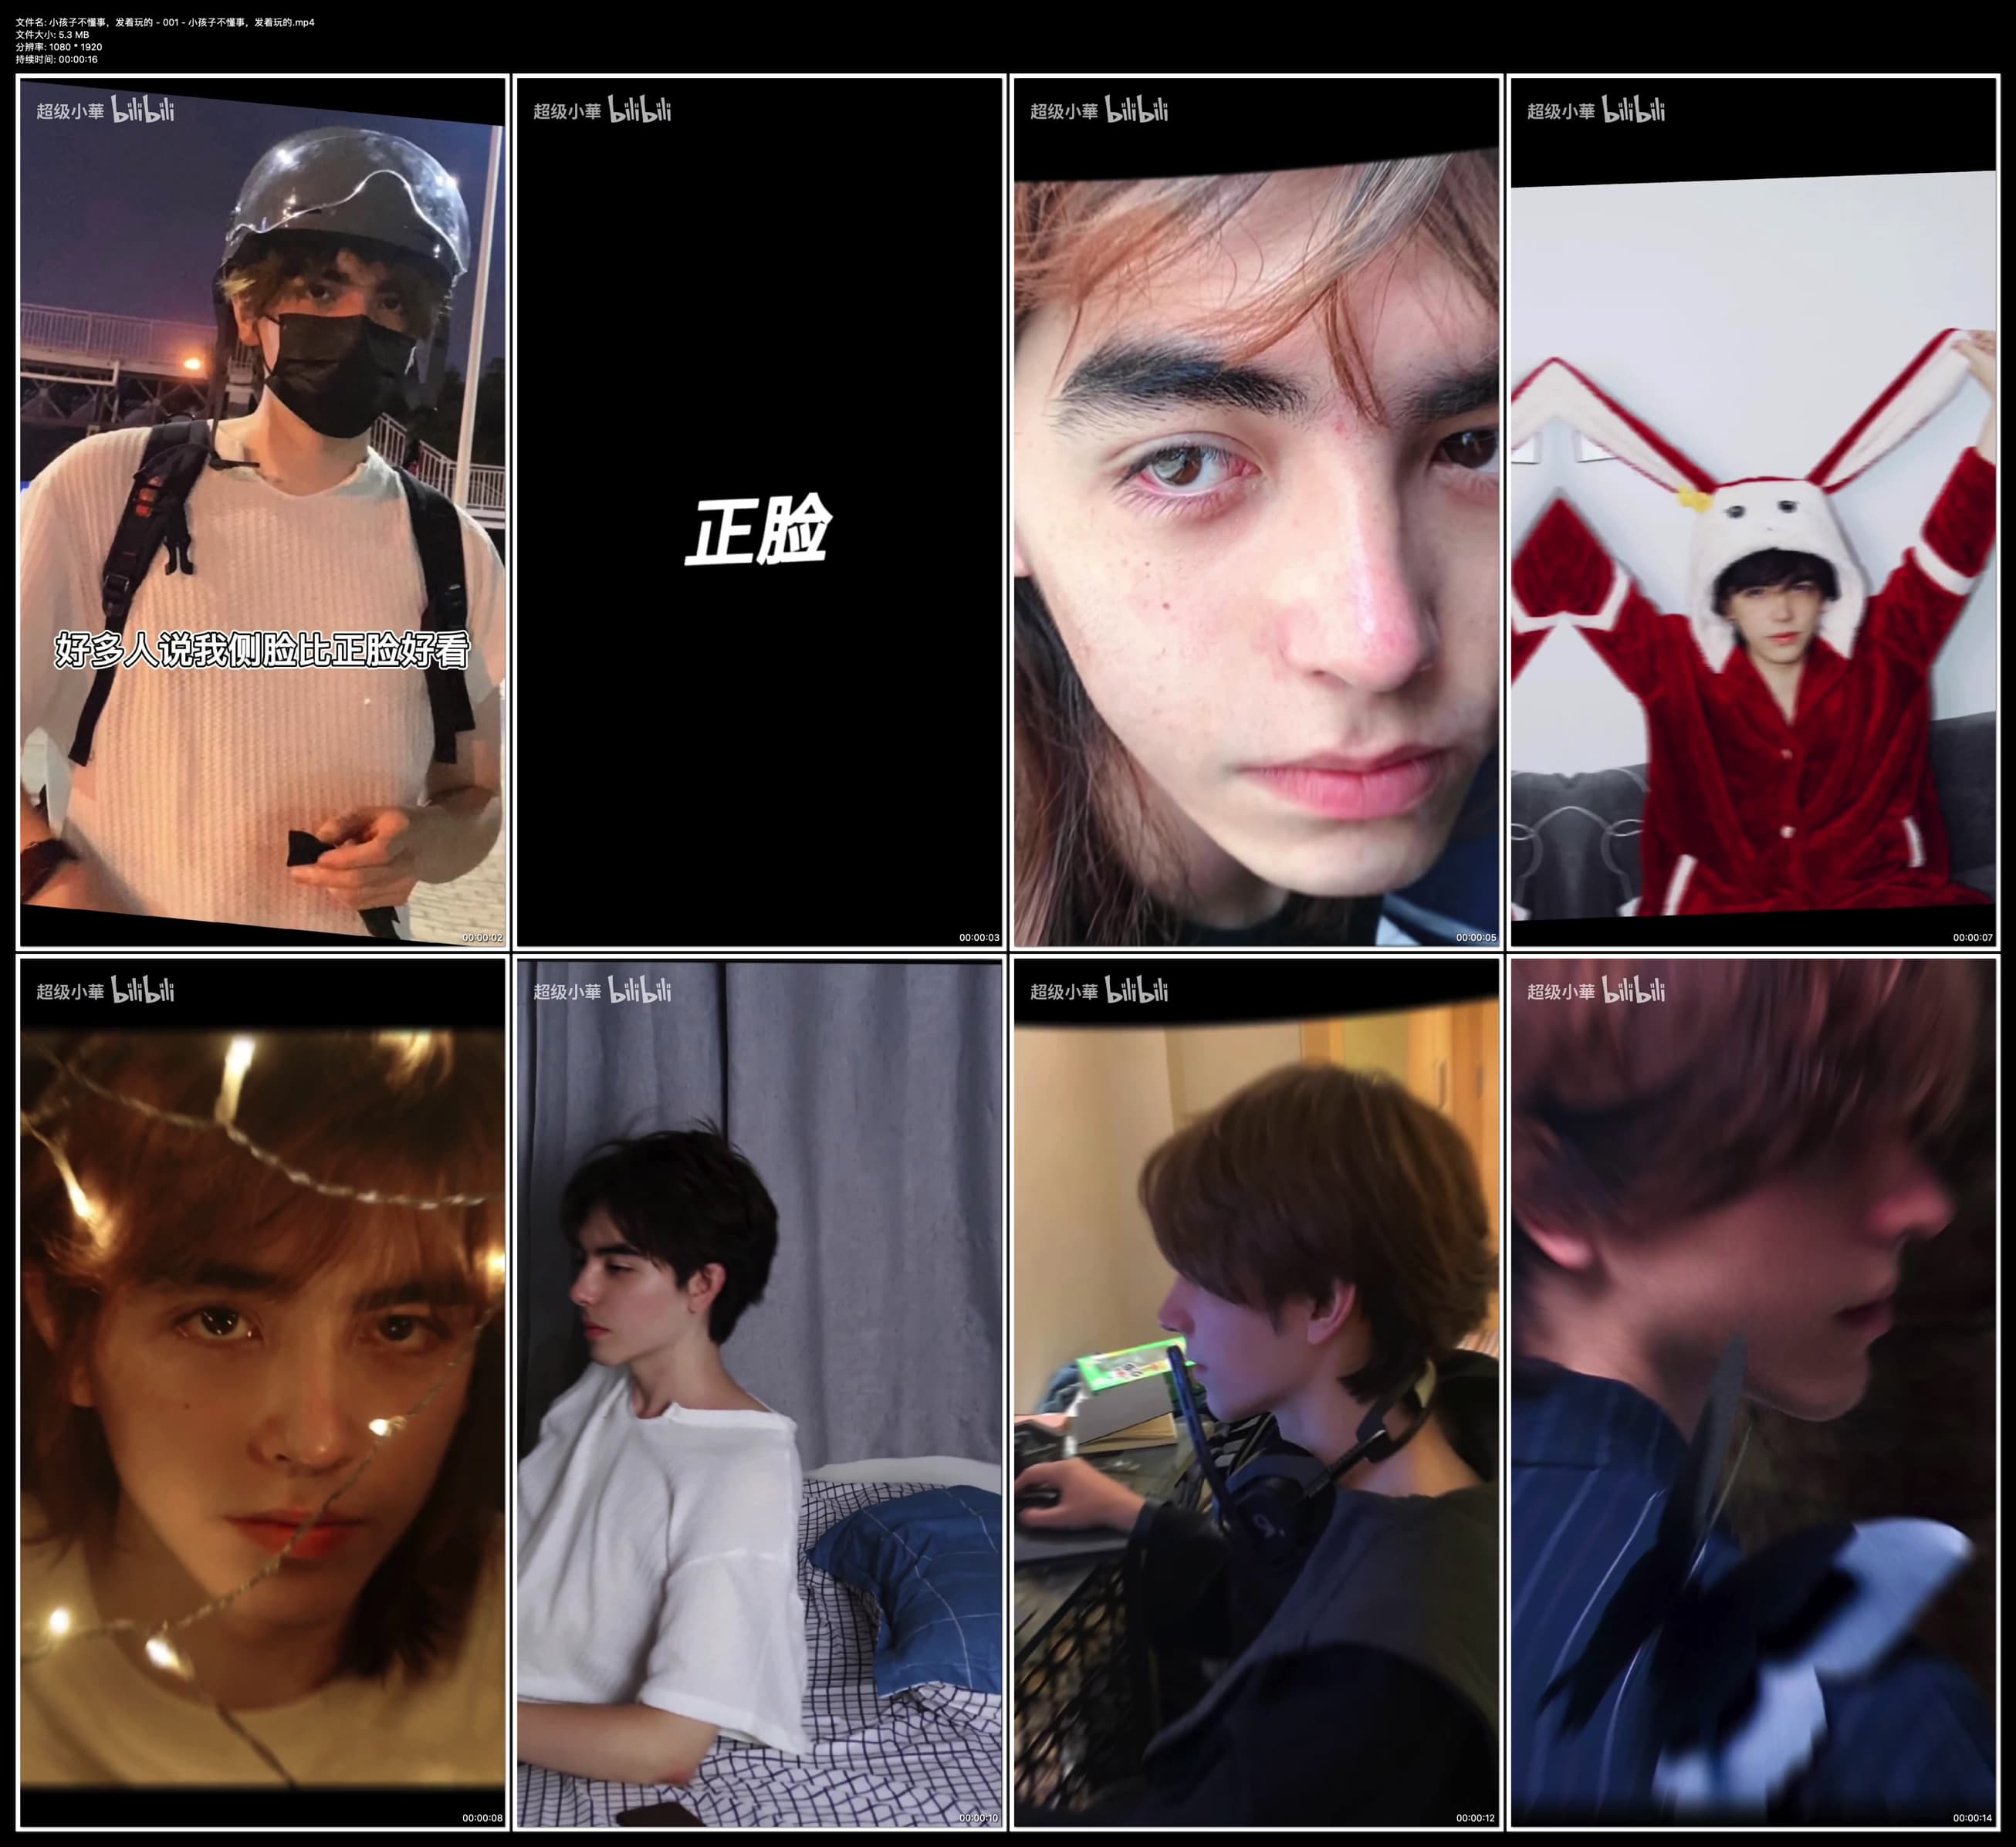 文件名: 小孩子不懂事，发着玩的 - 001 - 小孩子不懂事，发着玩的.mp4
文件大小: 5.3 MB
分辨率: 1080 * 1920
持续时间: 00:00:16
超级小華 bilibili
好多人说我侧脸比正脸好看
00:00:02
超级小華 bilibili
正脸
00:00:03
超级小華 bilibili
00:00:05
超级小華 bilibili
00:00:07
超级小華 bilibili
00:00:08
超级小華 bilibili
00:00:10
超级小華 bilibili
00:00:12
超级小華 bilibili
00:00:14